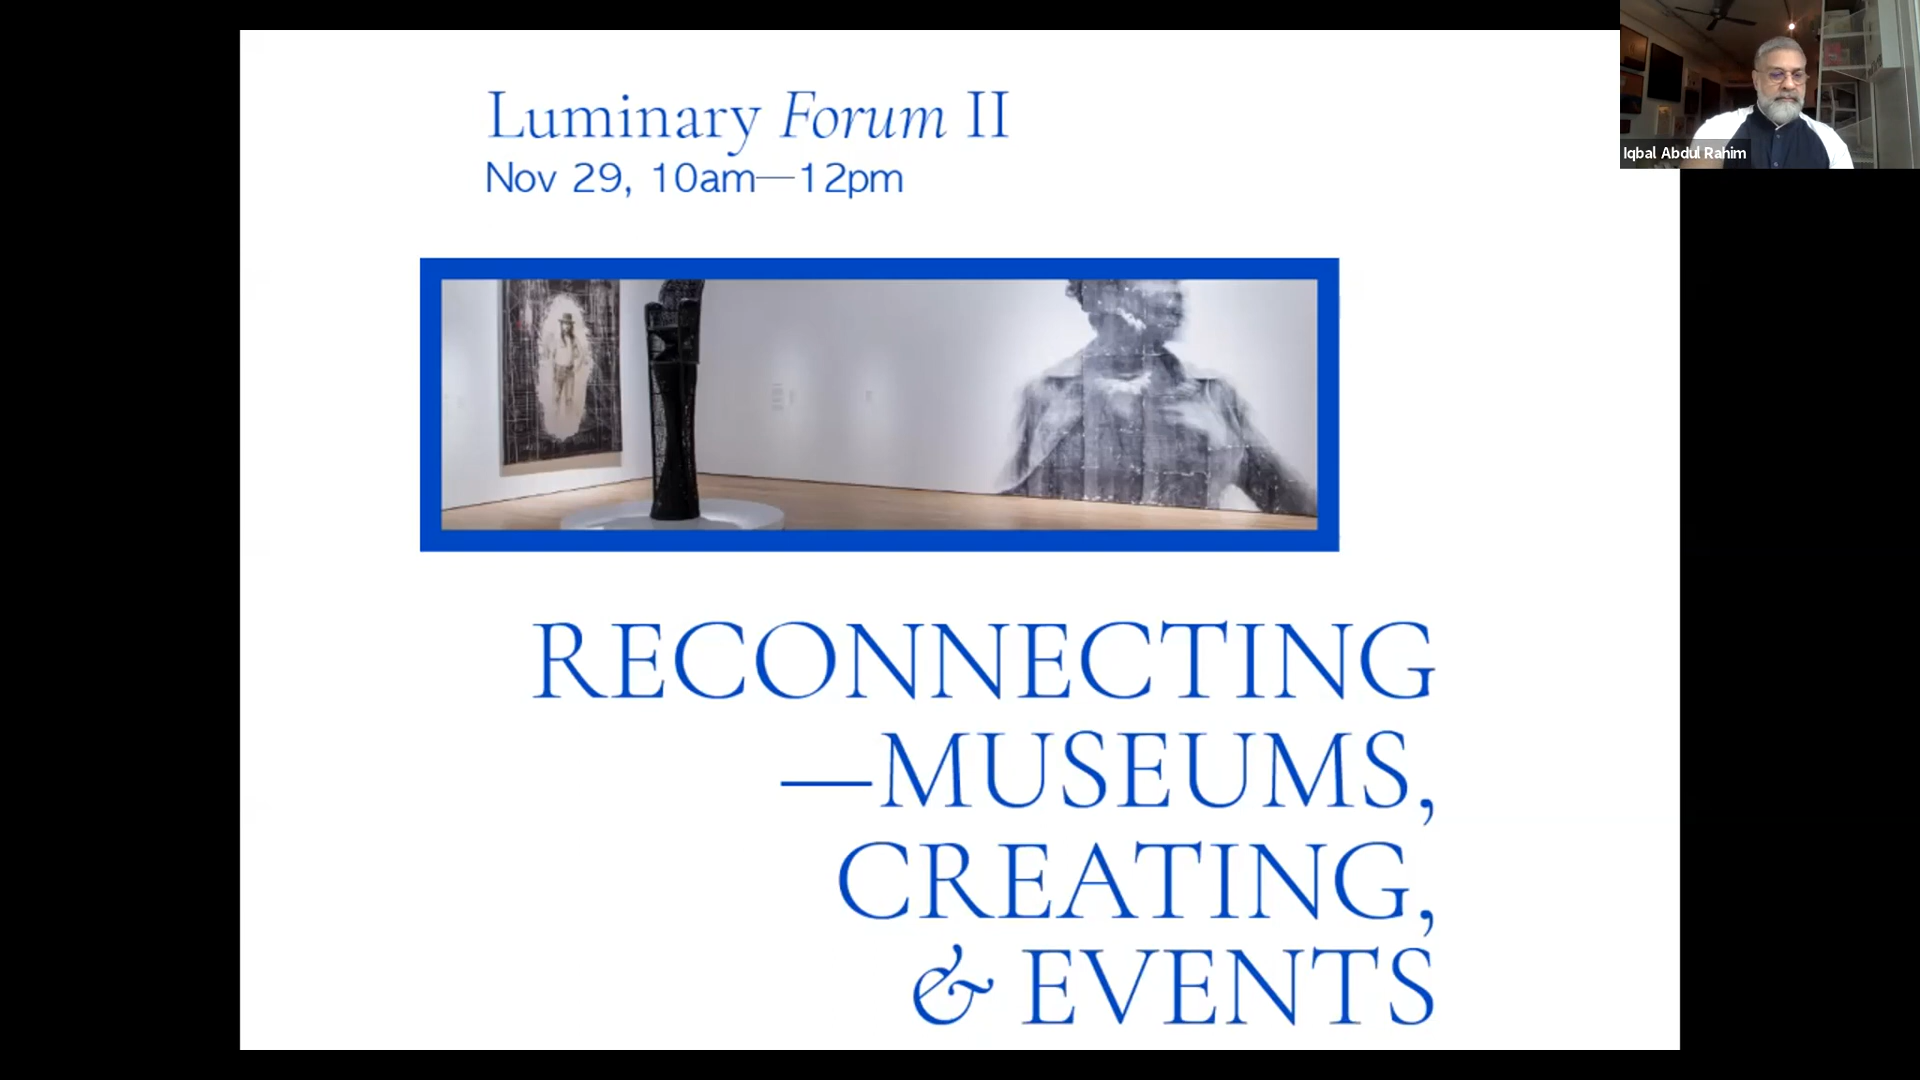 Luminary Forum II
Nov 29, 10am—12pm
Iqbal Abdul Rahim
RECONNECTING
—MUSEUMS,
CREATING,
& EVENTS